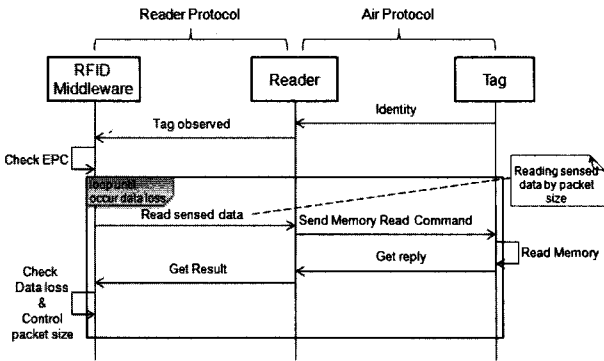 Reader Protocol
Air Protocol
RFID
Middleware
Reader
Tag
Identity
Tag observed
Check EPC
loop until
occur data loss
Reading sensed
data by packet
size
Read sensed data
Send Memory Read Command
Read Memory
Get reply
Get Result
Check
Data loss
&
Control
packet size